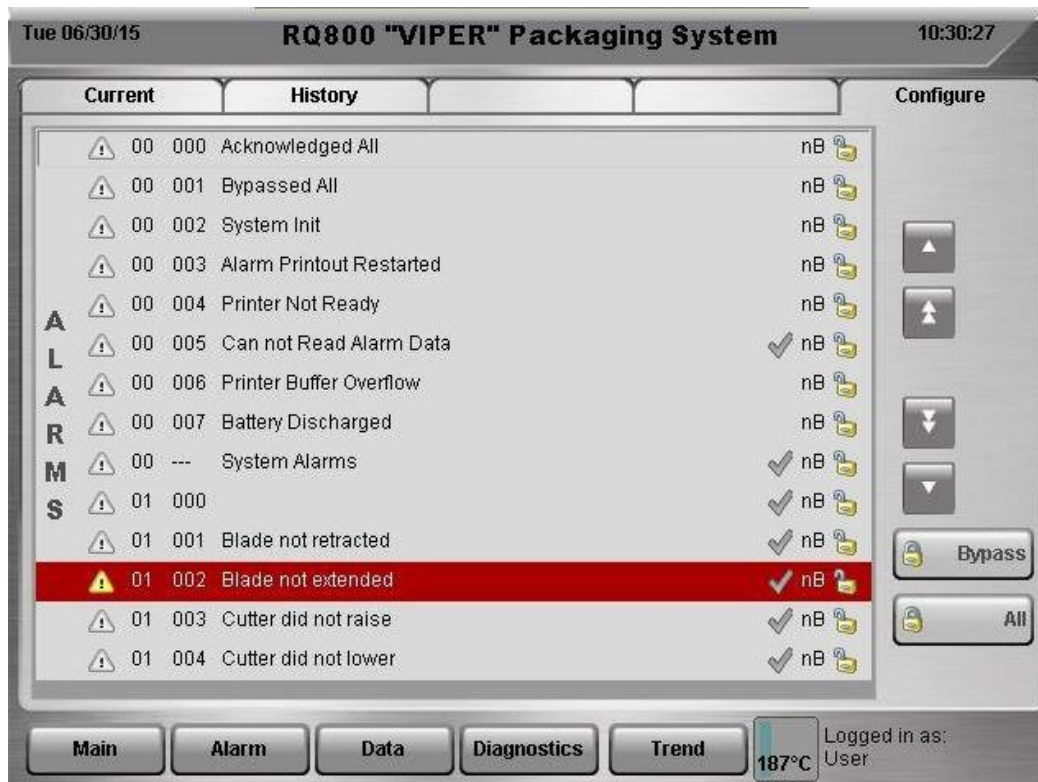 Tue 06/30/15 RQ800 "VIPER" Packaging System 10:30:27
Current History Configure
ALARMS
00 000 Acknowledged All nB
00 001 Bypassed All nB
00 002 System Init nB
00 003 Alarm Printout Restarted nB
00 004 Printer Not Ready nB
00 005 Can not Read Alarm Data nB
00 006 Printer Buffer Overflow nB
00 007 Battery Discharged nB
00 --- System Alarms nB
01 000 nB
01 001 Blade not retracted nB
01 002 Blade not extended nB
01 003 Cutter did not raise nB
01 004 Cutter did not lower nB
Bypass
All
Main Alarm Data Diagnostics Trend 187°C Logged in as:
User